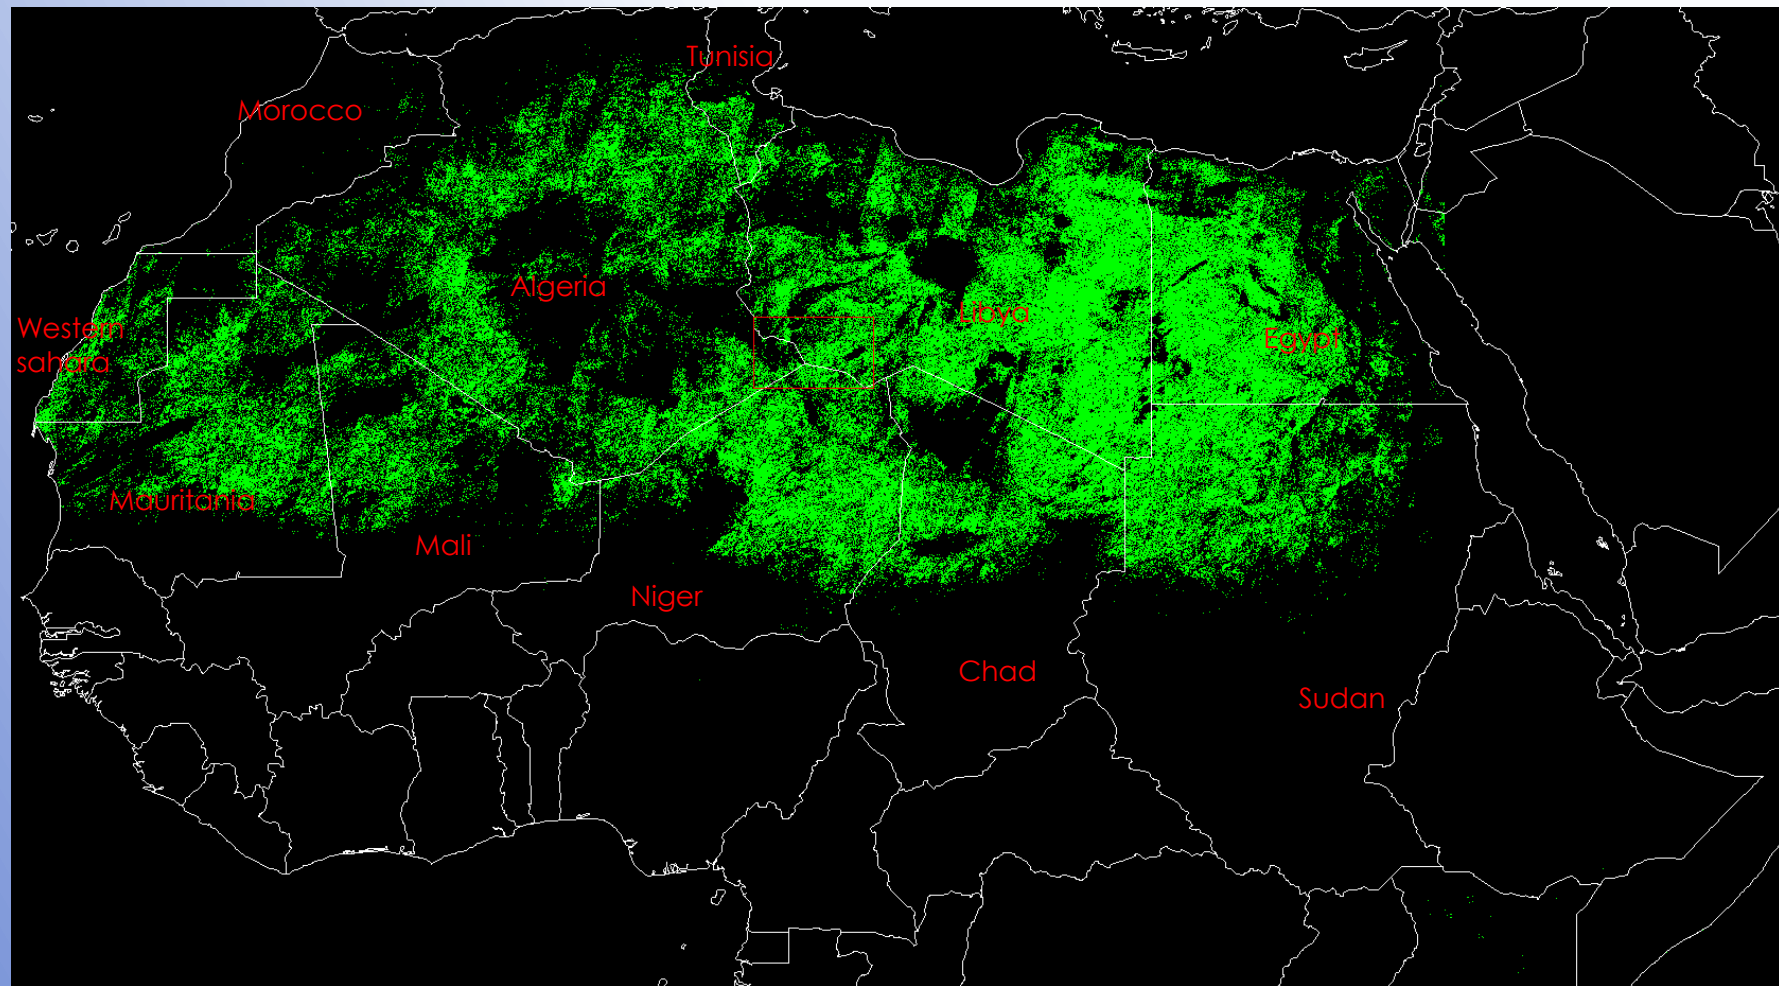 Tunisia
Morocco
Algeria
Libya
Western
sahara
Egypt
Mauritania
Mali
Niger
Chad
Sudan